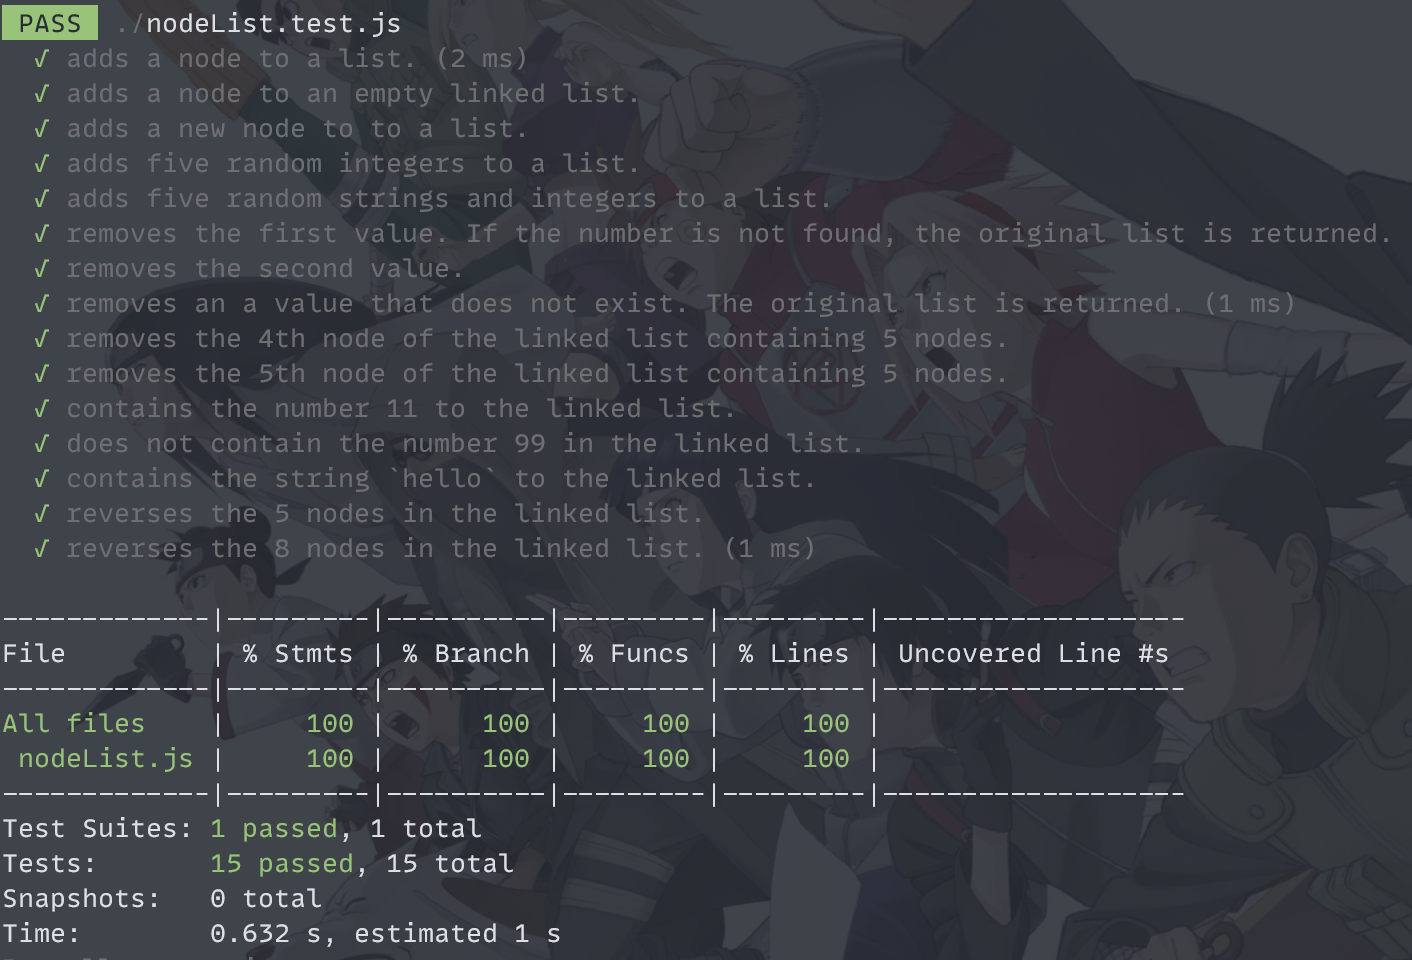 PASS ./nodeList.test.js
✓ adds a node to a list. (2 ms)
✓ adds a node to an empty linked list.
✓ adds a new node to to a list.
✓ adds five random integers to a list.
✓ adds five random strings and integers to a list.
✓ removes the first value. If the number is not found, the original list is returned.
✓ removes the second value.
✓ removes an a value that does not exist. The original list is returned. (1 ms)
✓ removes the 4th node of the linked list containing 5 nodes.
✓ removes the 5th node of the linked list containing 5 nodes.
✓ contains the number 11 to the linked list.
✓ does not contain the number 99 in the linked list.
✓ contains the string `hello` to the linked list.
✓ reverses the 5 nodes in the linked list.
✓ reverses the 8 nodes in the linked list. (1 ms)
-------------|---------|----------|---------|---------|-------------------
File | % Stmts | % Branch | % Funcs | % Lines | Uncovered Line #s
-------------|---------|----------|---------|---------|-------------------
All files | 100 | 100 | 100 | 100 |
nodeList.js | 100 | 100 | 100 | 100 |
-------------|---------|----------|---------|---------|-------------------
Test Suites: 1 passed, 1 total
Tests: 15 passed, 15 total
Snapshots: 0 total
Time: 0.632 s, estimated 1 s